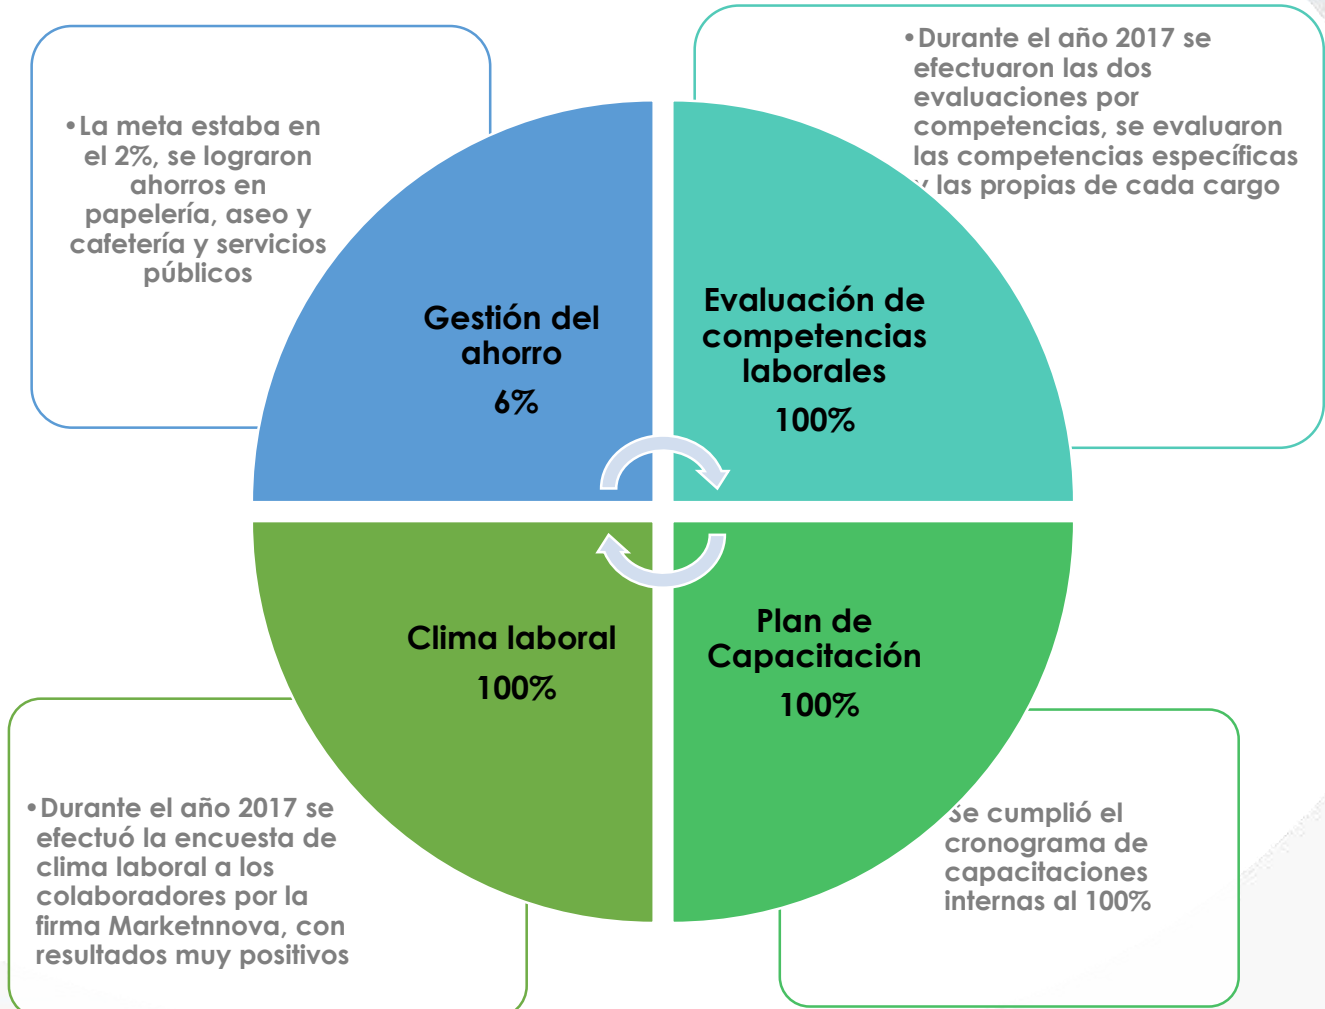 •La meta estaba en
el 2%, se lograron
ahorros en
papelería, aseo y
cafetería y servicios
públicos
•Durante el año 2017 se
efectuaron las dos
evaluaciones por
competencias, se evaluaron
las competencias específicas
y las propias de cada cargo
Gestión del
ahorro
6%
Evaluación de
competencias
laborales
100%
Clima laboral
100%
Plan de
Capacitación
100%
•Durante el año 2017 se
efectuó la encuesta de
clima laboral a los
colaboradores por la
firma Marketnnova, con
resultados muy positivos
Se cumplió el
cronograma de
capacitaciones
internas al 100%